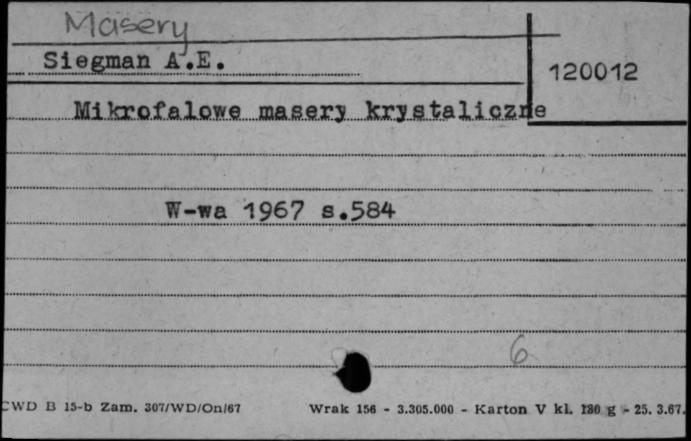 Masery
Siegman A.E.
120012
Mikrofalowe masery krystaliczne
W-wa 1967 s.584
6
CWD B 15-b Zam. 307/WD/On/67 Wrak 156 - 3.305.000 - Karton V kl. 180 g - 25. 3.67.